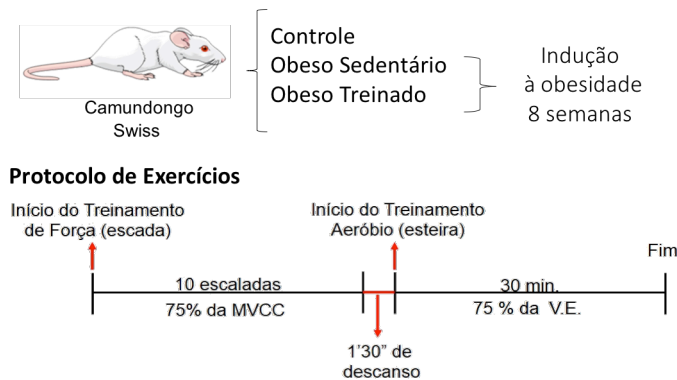 Camundongo
Swiss
Controle
Obeso Sedentário
Obeso Treinado
Indução
à obesidade
8 semanas
Protocolo de Exercícios
Início do Treinamento
de Força (escada)
Início do Treinamento
Aeróbio (esteira)
Fim
10 escaladas
75% da MVCC
30 min.
75 % da V.E.
1'30” de
descanso